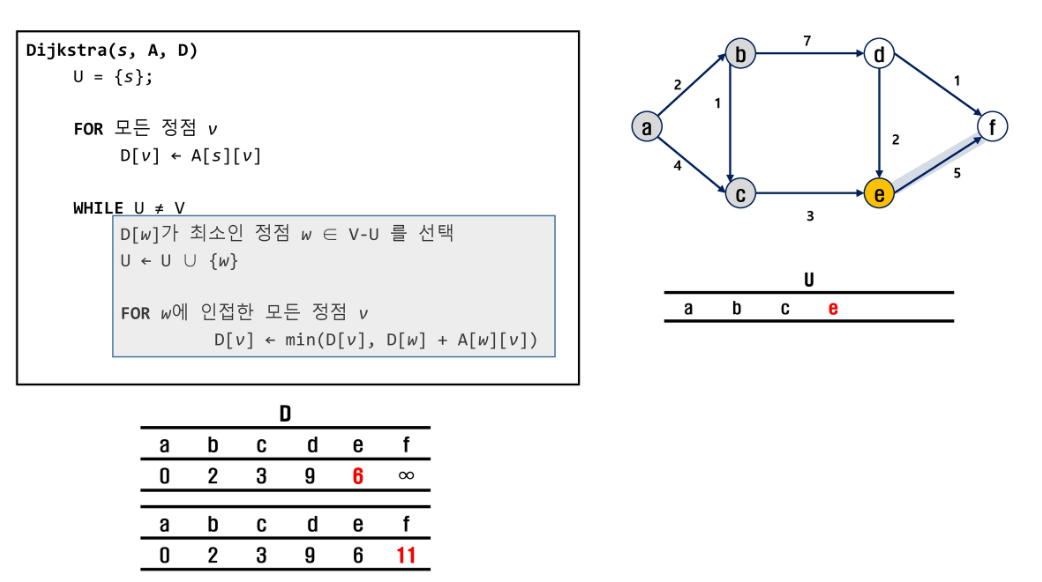 Dijkstra(s, A, D)
U = {s};
FOR 모든 정점 v
D[v] ← A[s][v]
WHILE U ≠ V
D[w]가 최소인 정점 w ∈ V-U 를 선택
U ← U ∪ {w}
FOR w에 인접한 모든 정점 v
D[v] ← min(D[v], D[w] + A[w][v])
7
b
d
2
1
1
a
f
2
4
5
c
e
3
U
a b c e
D
a b c d e f
0 2 3 9 6 ∞
a b c d e f
0 2 3 9 6 11